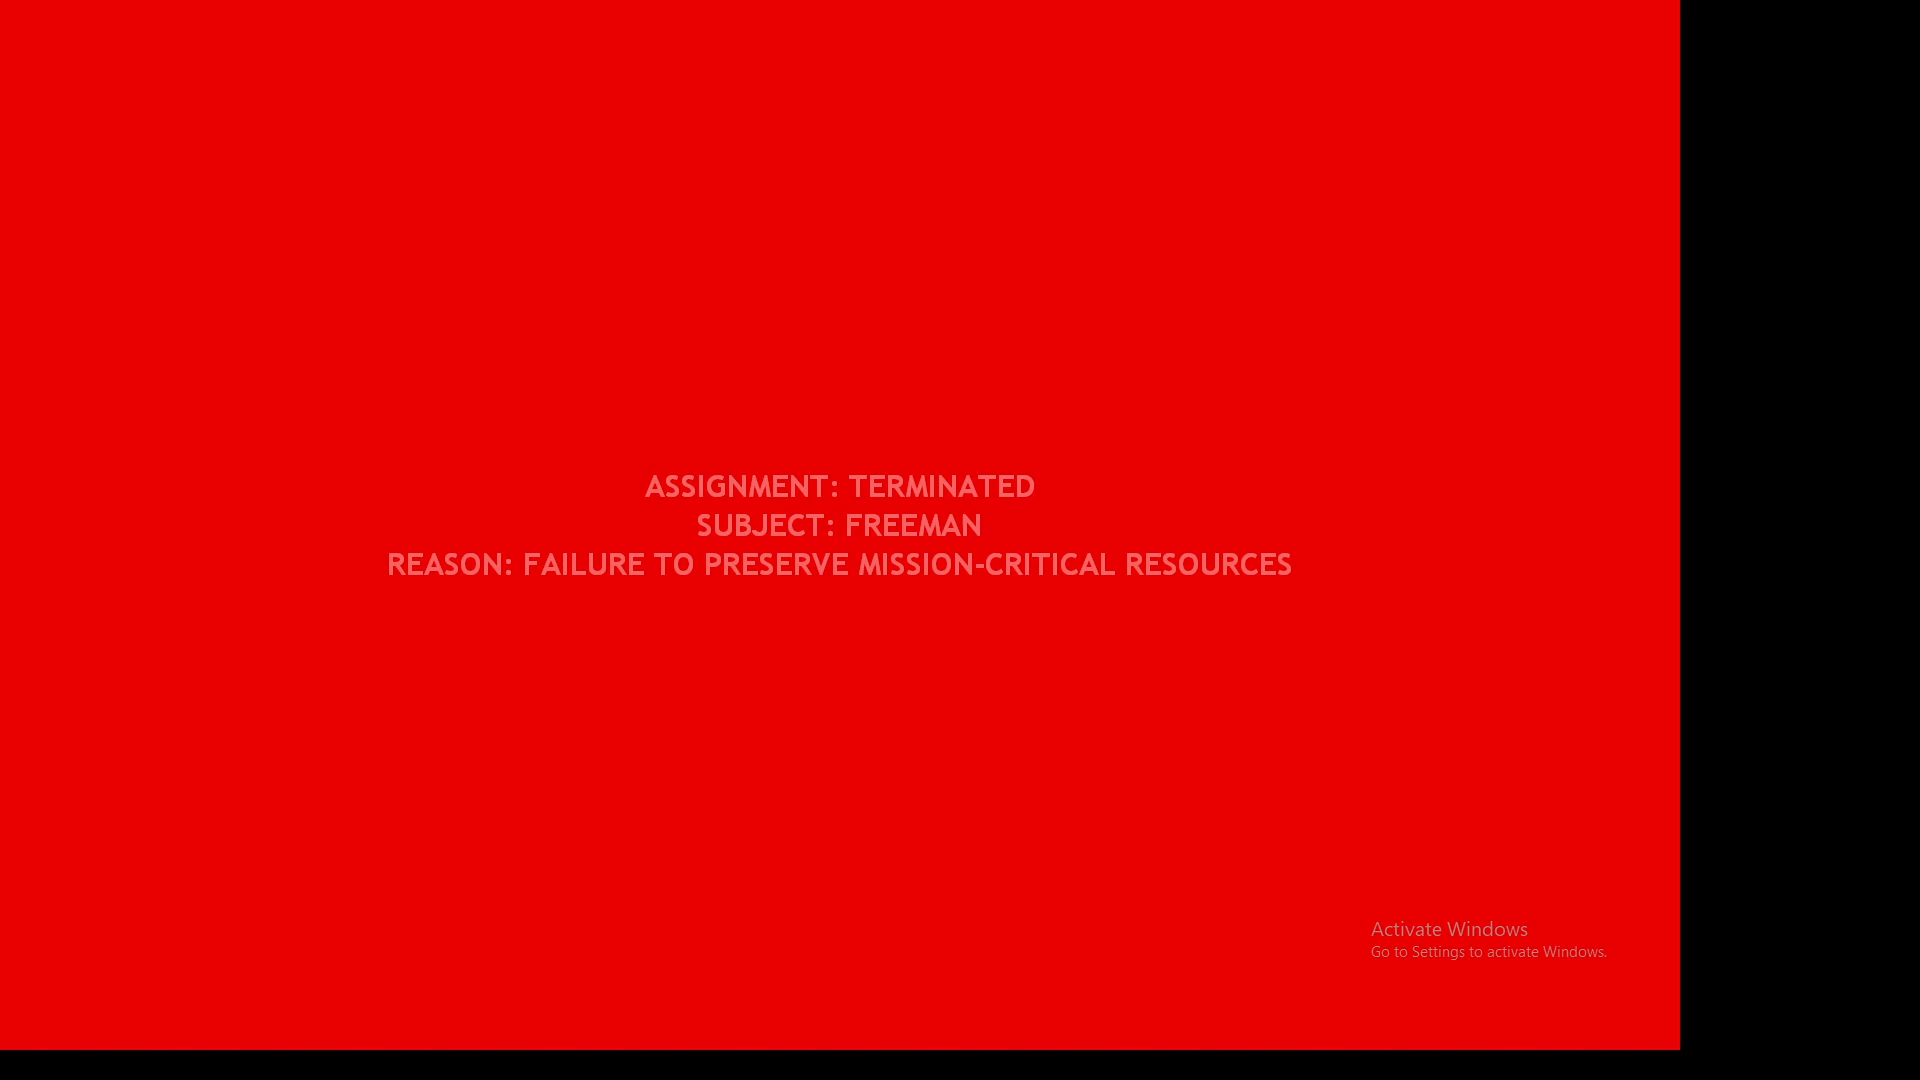 ASSIGNMENT: TERMINATED
SUBJECT: FREEMAN
REASON: FAILURE TO PRESERVE MISSION-CRITICAL RESOURCES
Activate Windows
Go to Settings to activate Windows.